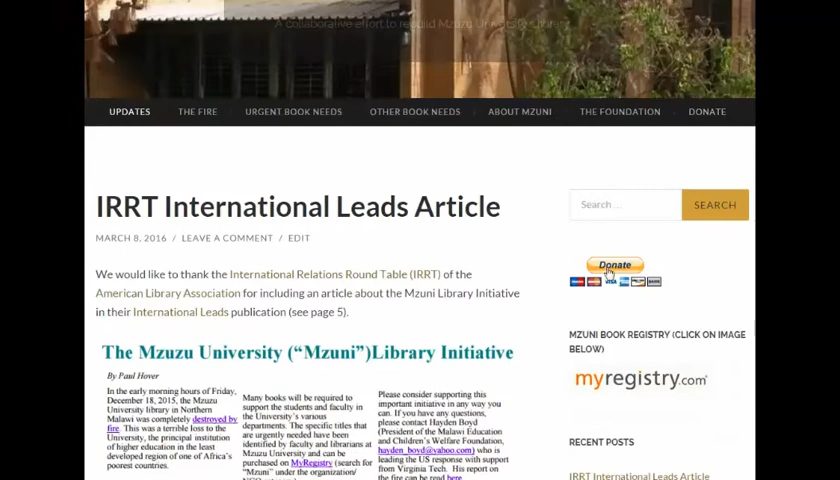 A collaborative effort to rebuild Mzuzu University Library
UPDATES THE FIRE URGENT BOOK NEEDS OTHER BOOK NEEDS ABOUT MZUNI THE FOUNDATION DONATE
IRRT International Leads Article
MARCH 8, 2016 / LEAVE A COMMENT / EDIT
We would like to thank the International Relations Round Table (IRRT) of the
American Library Association for including an article about the Mzuni Library Initiative
in their International Leads publication (see page 5).
The Mzuzu University (“Mzuni”)Library Initiative
By Paul Hover
In the early morning hours of Friday,
December 18, 2015, the Mzuzu
University library in Northern
Malawi was completely destroyed by
fire. This was a terrible loss to the
University, the principal institution
of higher education in the least
developed region of one of Africa's
poorest countries.
Many books will be required to
support the students and faculty in
the University's various
departments. The specific titles that
are urgently needed have been
identified by faculty and librarians at
Mzuzu University and can be
purchased on MyRegistry (search for
"Mzuni" under the organization/
Please consider supporting this
important initiative in any way you
can. If you have any questions,
please contact Hayden Boyd
(President of the Malawi Education
and Children's Welfare Foundation,
hayden_boyd@yahoo.com) who is
leading the US response with support
from Virginia Tech. His report on
the fire can be read here.
Search …
SEARCH
Donate
VISA BANK
MZUNI BOOK REGISTRY (CLICK ON IMAGE
BELOW)
myregistry.com
RECENT POSTS
IRRT International Leads Article